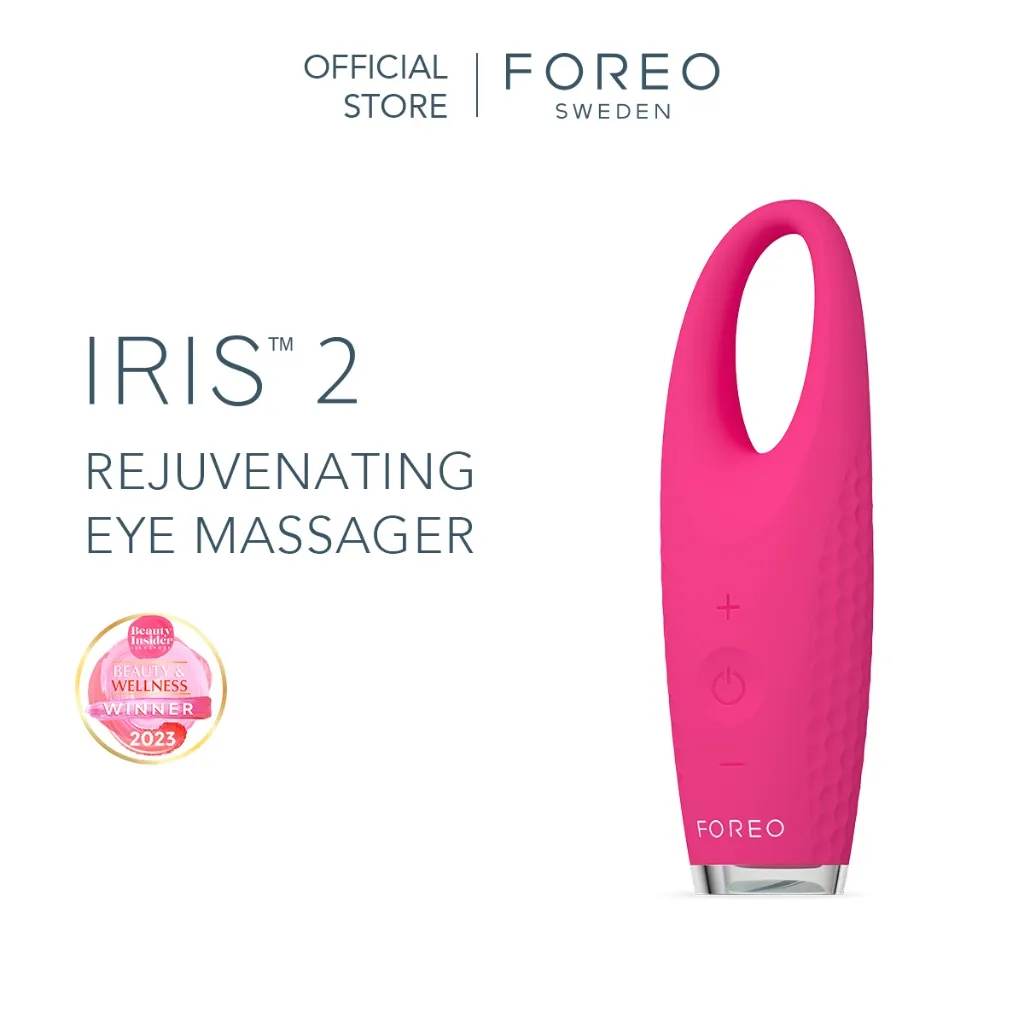 OFFICIAL
STORE
FOREO
SWEDEN
IRIS™ 2
REJUVENATING
EYE MASSAGER
Beauty
Insider
BEAUTY &
WELLNESS
WINNER
2023
+
−
FOREO